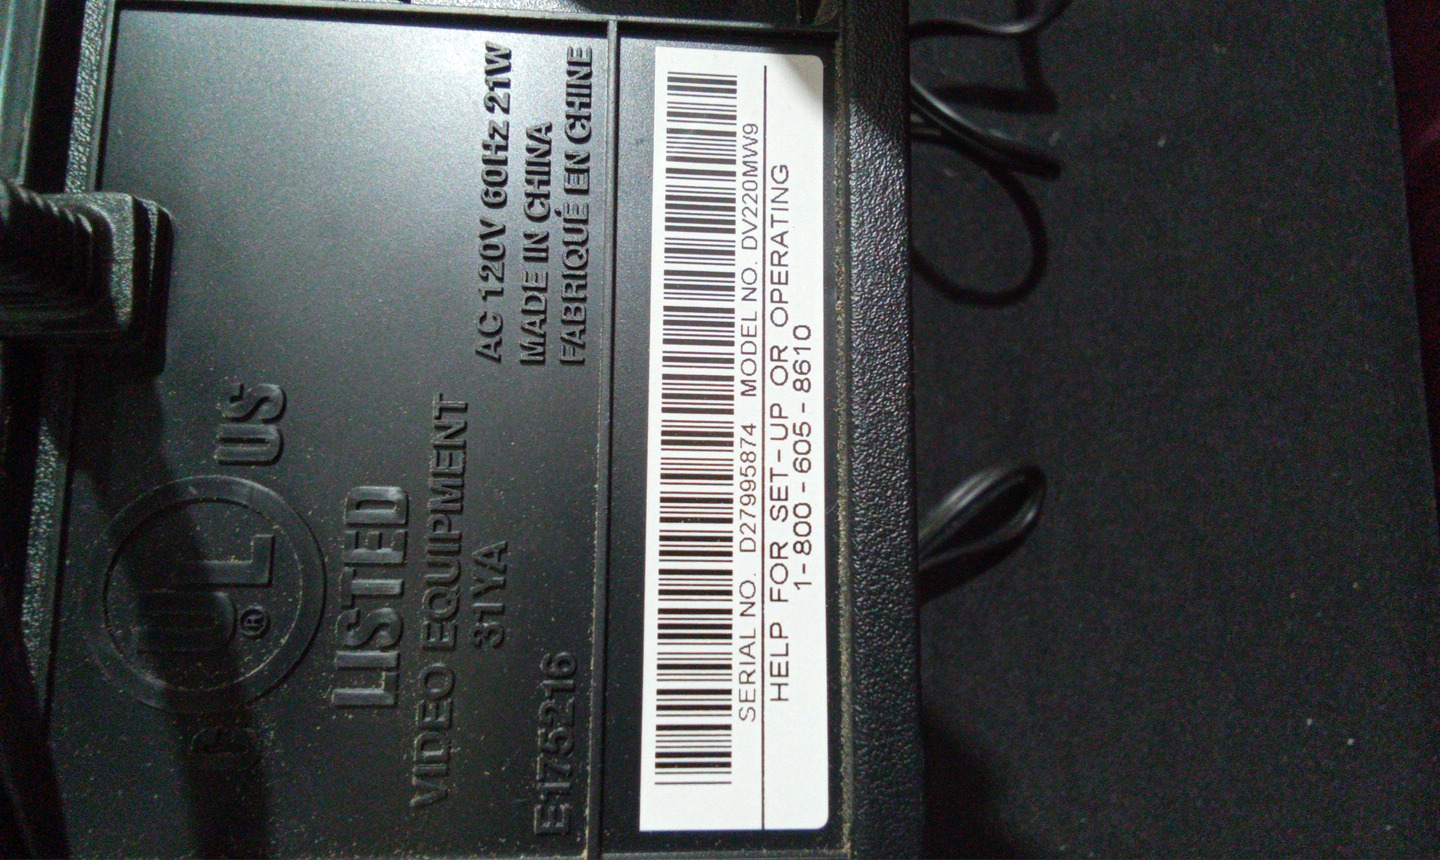 C UL US
®
LISTED
VIDEO EQUIPMENT
31YA
E175216
AC 120V 60Hz 21W
MADE IN CHINA
FABRIQUÉ EN CHINE
SERIAL NO. D27995874 MODEL NO. DV220MW9
HELP FOR SET-UP OR OPERATING
1-800-605-8610